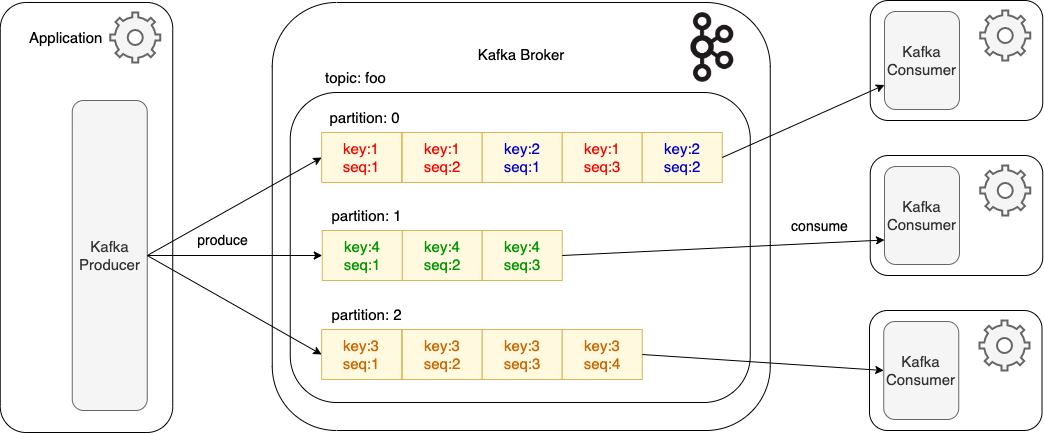 Application
Kafka
Producer
produce
Kafka Broker
topic: foo
partition: 0
key:1 key:1 key:2 key:1 key:2
seq:1 seq:2 seq:1 seq:3 seq:2
partition: 1
key:4 key:4 key:4
seq:1 seq:2 seq:3
partition: 2
key:3 key:3 key:3 key:3
seq:1 seq:2 seq:3 seq:4
consume
Kafka
Consumer
Kafka
Consumer
Kafka
Consumer